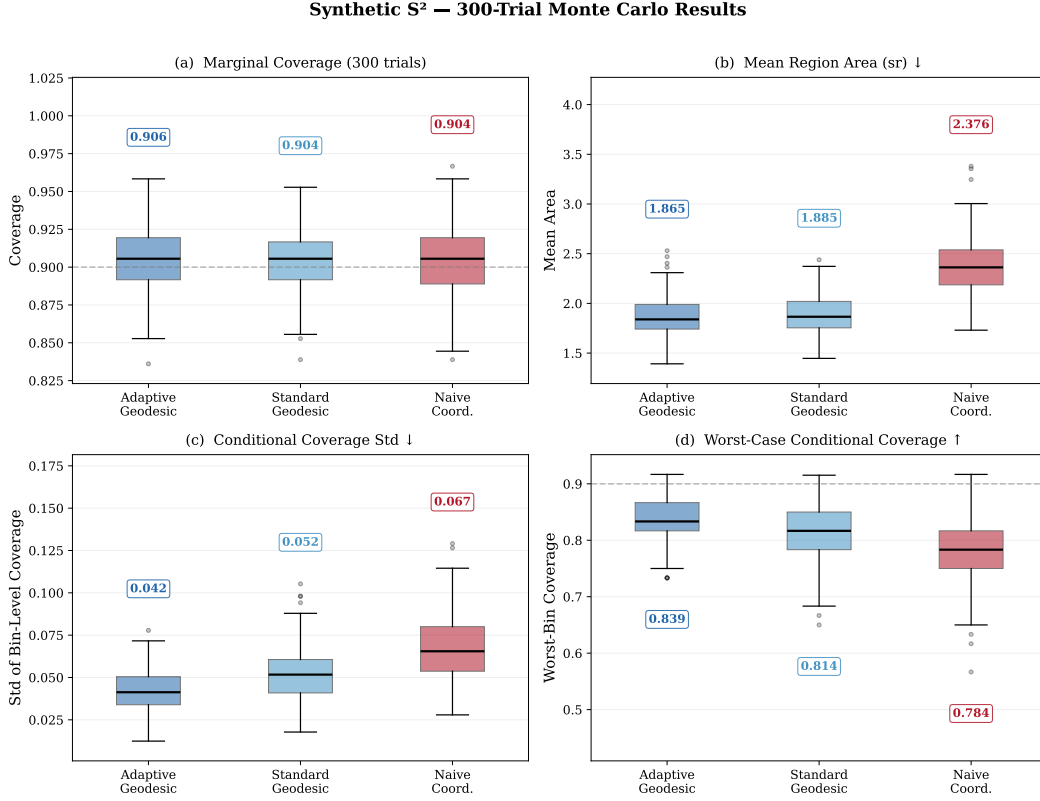 Synthetic S² — 300-Trial Monte Carlo Results
(a)  Marginal Coverage (300 trials)
1.025
1.000
0.975
0.950
0.925
0.900
0.875
0.850
0.825
Coverage
0.906
0.904
0.904
Adaptive
Geodesic
Standard
Geodesic
Naive
Coord.
(b)  Mean Region Area (sr) ↓
4.0
3.5
3.0
2.5
2.0
1.5
Mean Area
1.865
1.885
2.376
Adaptive
Geodesic
Standard
Geodesic
Naive
Coord.
(c)  Conditional Coverage Std ↓
0.175
0.150
0.125
0.100
0.075
0.050
0.025
Std of Bin-Level Coverage
0.042
0.052
0.067
Adaptive
Geodesic
Standard
Geodesic
Naive
Coord.
(d)  Worst-Case Conditional Coverage ↑
0.9
0.8
0.7
0.6
0.5
Worst-Bin Coverage
0.839
0.814
0.784
Adaptive
Geodesic
Standard
Geodesic
Naive
Coord.